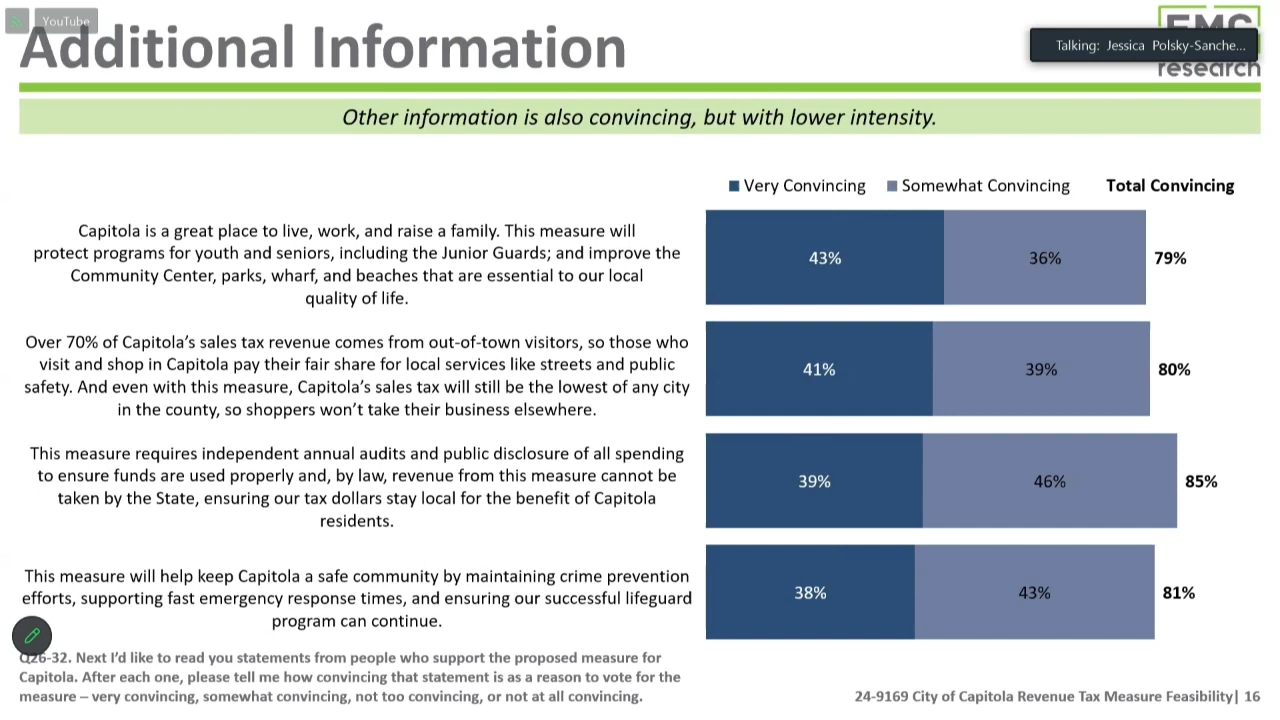 YouTube
Additional Information
EMC
research
Talking: Jessica Polsky-Sanche...
Other information is also convincing, but with lower intensity.
Very Convincing
Somewhat Convincing
Total Convincing
Capitola is a great place to live, work, and raise a family. This measure will
protect programs for youth and seniors, including the Junior Guards; and improve the
Community Center, parks, wharf, and beaches that are essential to our local
quality of life.
43%
36%
79%
Over 70% of Capitola’s sales tax revenue comes from out-of-town visitors, so those who
visit and shop in Capitola pay their fair share for local services like streets and public
safety. And even with this measure, Capitola’s sales tax will still be the lowest of any city
in the county, so shoppers won’t take their business elsewhere.
41%
39%
80%
This measure requires independent annual audits and public disclosure of all spending
to ensure funds are used properly and, by law, revenue from this measure cannot be
taken by the State, ensuring our tax dollars stay local for the benefit of Capitola
residents.
39%
46%
85%
This measure will help keep Capitola a safe community by maintaining crime prevention
efforts, supporting fast emergency response times, and ensuring our successful lifeguard
program can continue.
38%
43%
81%
Q26-32. Next I’d like to read you statements from people who support the proposed measure for
Capitola. After each one, please tell me how convincing that statement is as a reason to vote for the
measure – very convincing, somewhat convincing, not too convincing, or not at all convincing.
24-9169 City of Capitola Revenue Tax Measure Feasibility| 16